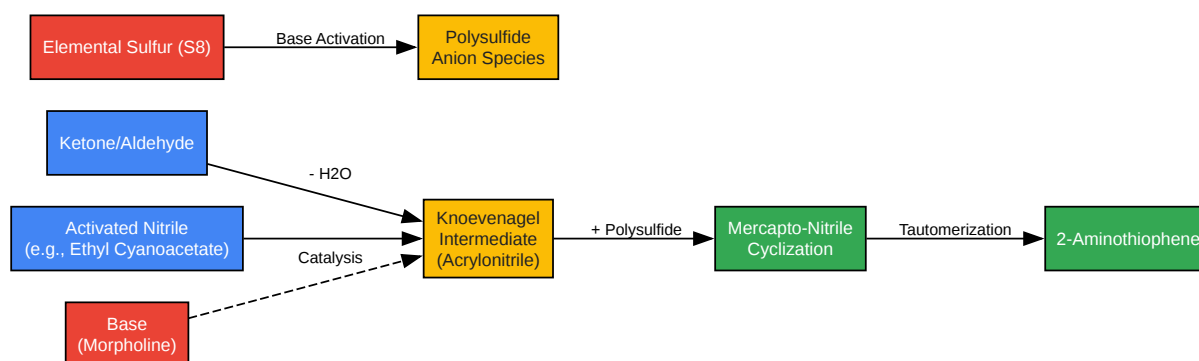 Elemental Sulfur (S8)
Base Activation
Polysulfide
Anion Species
Ketone/Aldehyde
- H2O
Activated Nitrile
(e.g., Ethyl Cyanoacetate)
Knoevenagel
Intermediate
(Acrylonitrile)
+ Polysulfide
Mercapto-Nitrile
Cyclization
Tautomerization
2-Aminothiophene
Catalysis
Base
(Morpholine)